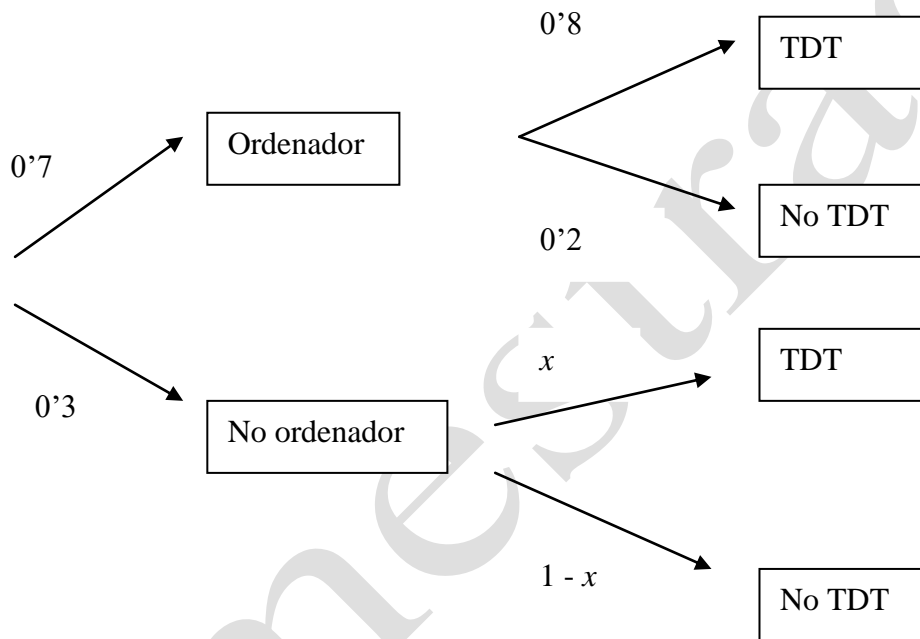 0’8
TDT
Ordenador
0’7
No TDT
0’2
TDT
x
0’3
No ordenador
1 - x
No TDT